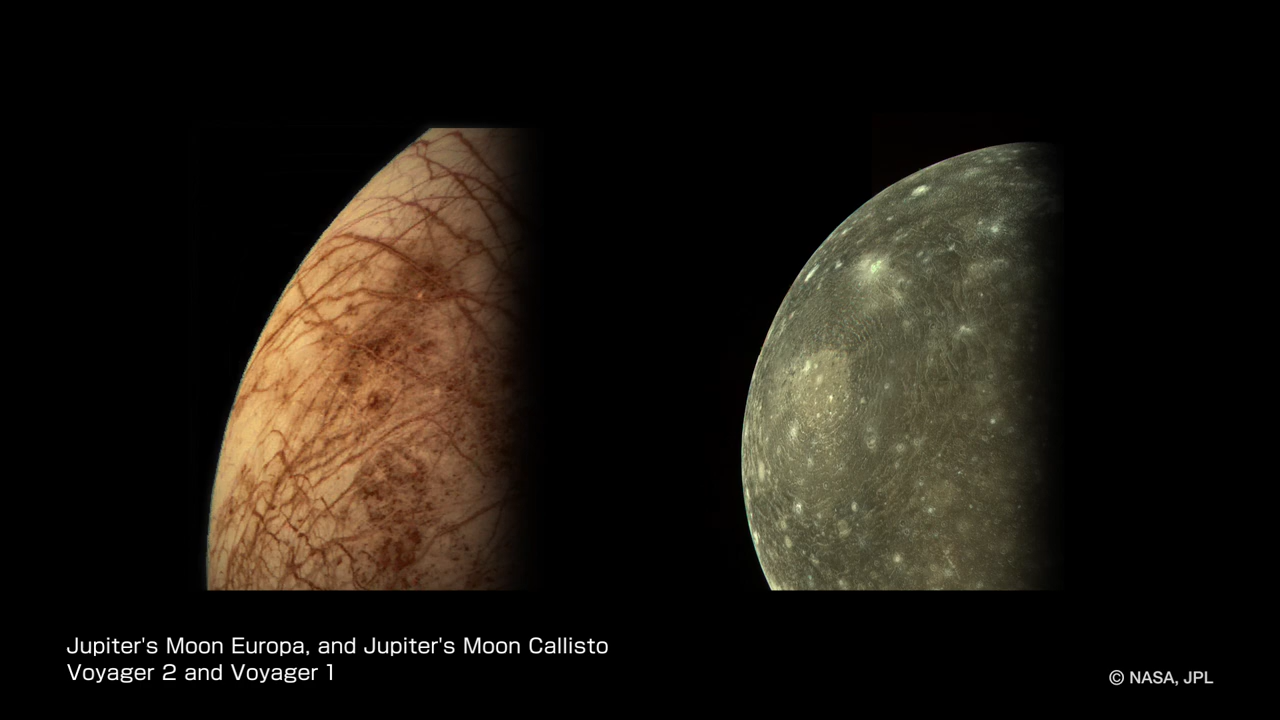 Jupiter's Moon Europa, and Jupiter's Moon Callisto
Voyager 2 and Voyager 1
© NASA, JPL